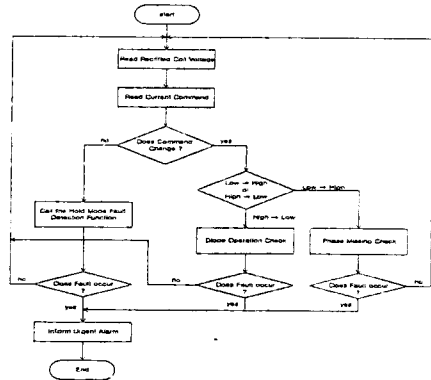 start
Read Rectified Coil Voltage
Read Current Command
Does Command
Change ?
no
yes
Low → High
or
High → Low
Low → High
High → Low
Call the Hold Mode Fault
Detection Function
Diode Operation Check
Phase Missing Check
Does Fault occur
?
no
yes
Does Fault occur
?
no
yes
Does Fault occur
?
no
yes
Inform Urgent Alarm
End